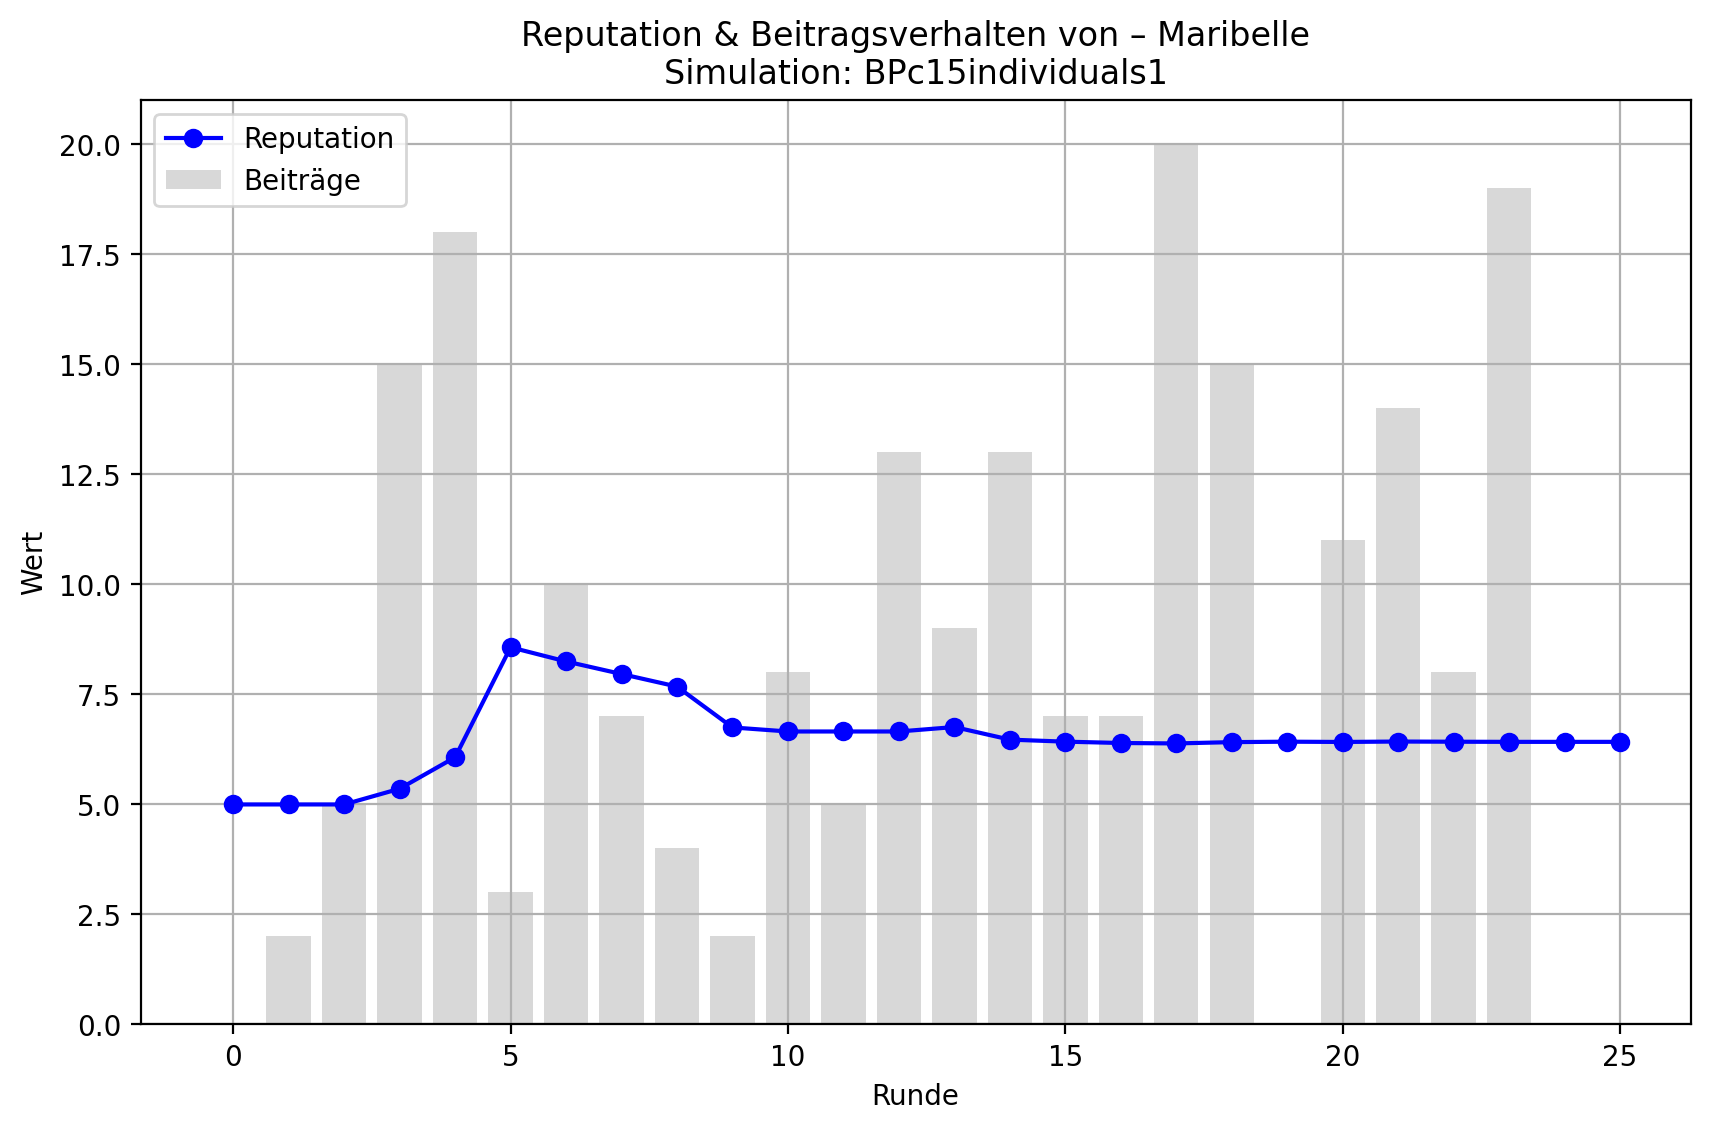 Reputation & Beitragsverhalten von – Maribelle
Simulation: BPc15individuals1
Reputation
Beiträge
20.0
17.5
15.0
12.5
10.0
7.5
5.0
2.5
0.0
Wert
0 5 10 15 20 25
Runde